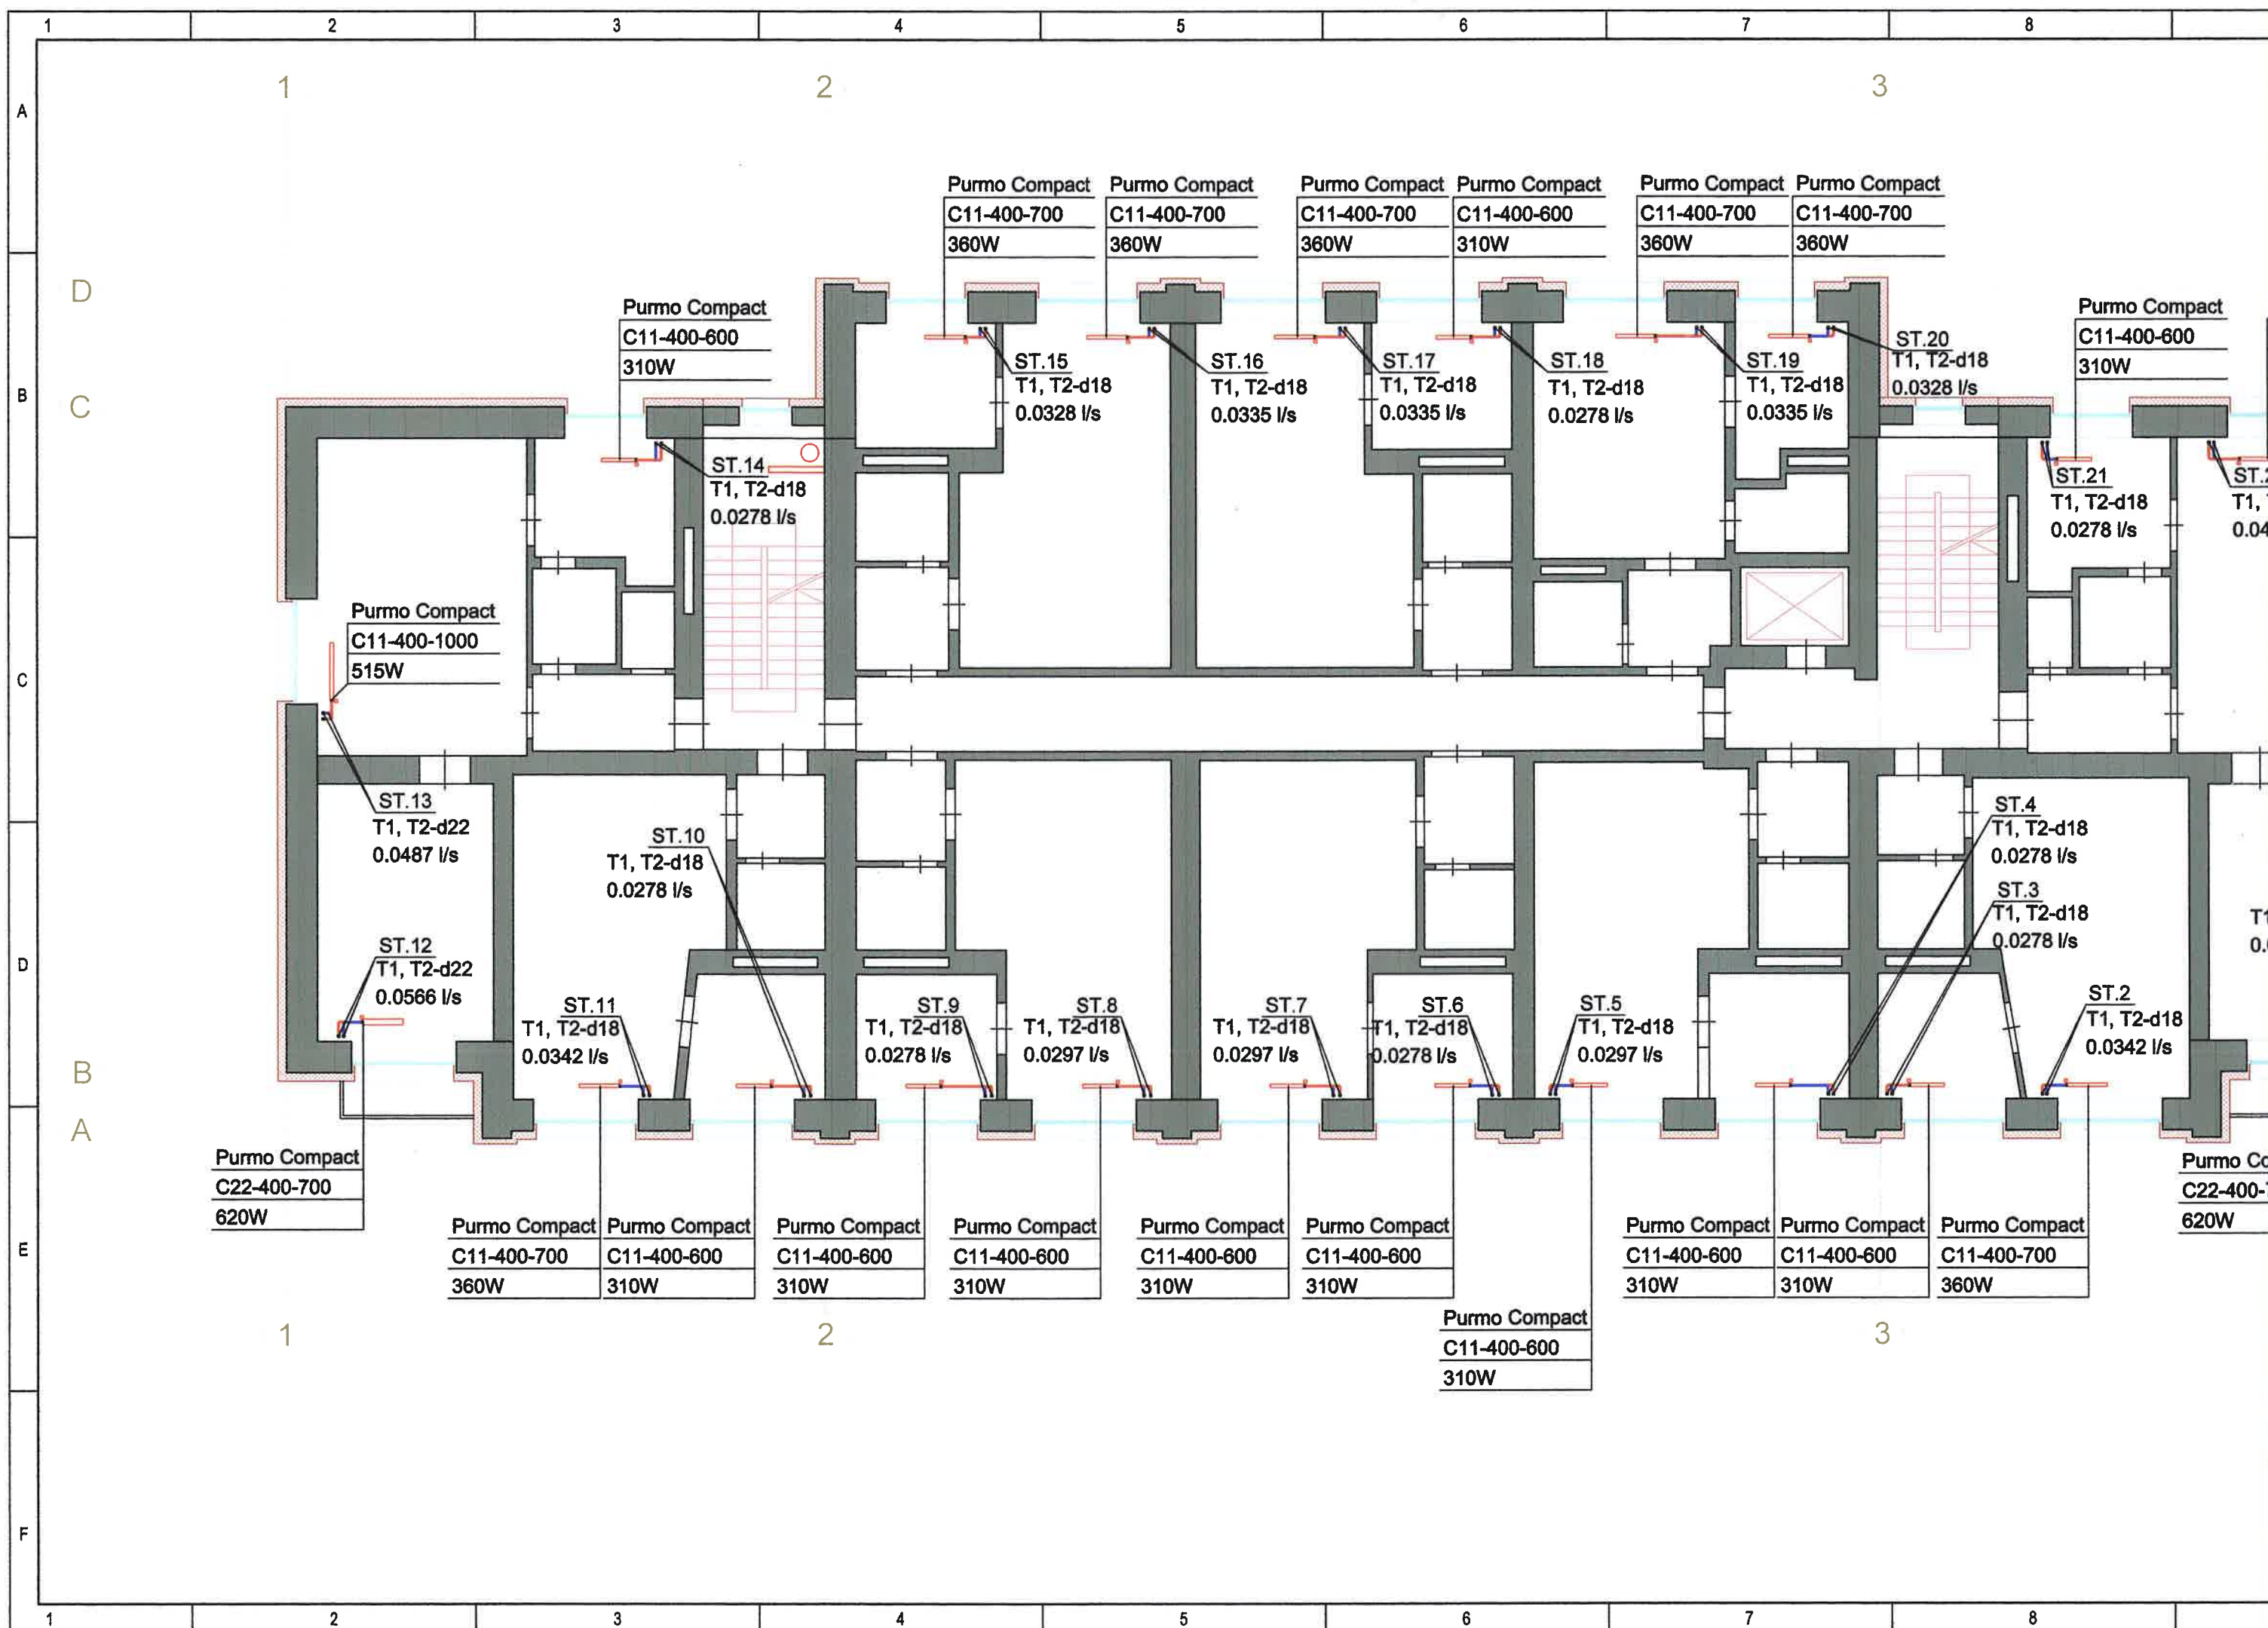 1 2 3 4 5 6 7 8
1 2 3
A
B
C
D
E
F
D
C
B
A
Purmo Compact
C11-400-700
360W
Purmo Compact
C11-400-700
360W
Purmo Compact
C11-400-700
360W
Purmo Compact
C11-400-600
310W
Purmo Compact
C11-400-700
360W
Purmo Compact
C11-400-700
360W
Purmo Compact
C11-400-600
310W
Purmo Compact
C11-400-600
310W
ST.15
T1, T2-d18
0.0328 l/s
ST.16
T1, T2-d18
0.0335 l/s
ST.17
T1, T2-d18
0.0335 l/s
ST.18
T1, T2-d18
0.0278 l/s
ST.19
T1, T2-d18
0.0335 l/s
ST.20
T1, T2-d18
0.0328 l/s
ST.14
T1, T2-d18
0.0278 l/s
ST.21
T1, T2-d18
0.0278 l/s
T1,
Purmo Compact
C11-400-1000
515W
ST.13
T1, T2-d22
0.0487 l/s
ST.10
T1, T2-d18
0.0278 l/s
ST.4
T1, T2-d18
0.0278 l/s
ST.3
T1, T2-d18
0.0278 l/s
ST.12
T1, T2-d22
0.0566 l/s
ST.11
T1, T2-d18
0.0342 l/s
ST.9
T1, T2-d18
0.0278 l/s
ST.8
T1, T2-d18
0.0297 l/s
ST.7
T1, T2-d18
0.0297 l/s
ST.6
T1, T2-d18
0.0278 l/s
ST.5
T1, T2-d18
0.0297 l/s
ST.2
T1, T2-d18
0.0342 l/s
Purmo Compact
C22-400-700
620W
Purmo Compact
C11-400-700
360W
Purmo Compact
C11-400-600
310W
Purmo Compact
C11-400-600
310W
Purmo Compact
C11-400-600
310W
Purmo Compact
C11-400-600
310W
Purmo Compact
C11-400-600
310W
Purmo Compact
C11-400-600
310W
Purmo Compact
C11-400-600
310W
Purmo Compact
C11-400-600
310W
Purmo Compact
C11-400-700
360W
Purmo
C22-400-
620W
1 2 3
1 2 3 4 5 6 7 8